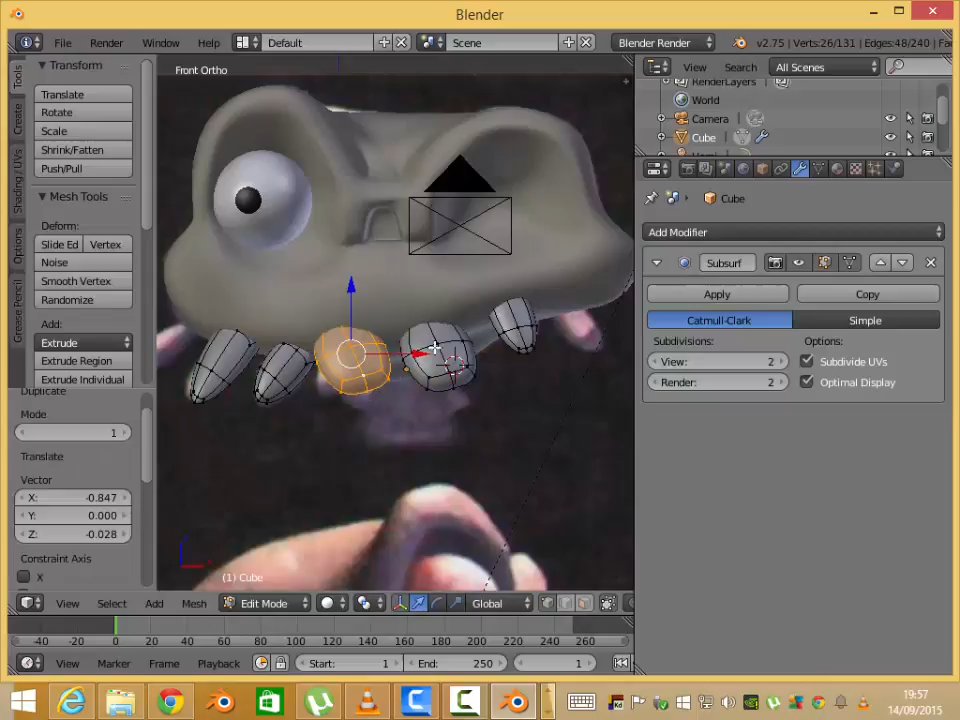 Blender
File Render Window Help Default Scene Blender Render v2.75 | Verts:26/131 | Edges:48/240 | Fa
Tools
Create
Shading / UVs
Options
Grease Pencil
Transform
Translate
Rotate
Scale
Shrink/Fatten
Push/Pull
Mesh Tools
Deform:
Slide Ed Vertex
Noise
Smooth Vertex
Randomize
Add:
Extrude
Extrude Region
Extrude Individual
Duplicate
Mode
1
Translate
Vector
X: -0.847
Y: 0.000
Z: -0.028
Constraint Axis
X
Front Ortho
(1) Cube
View Select Add Mesh Edit Mode Global
View Search All Scenes
RenderLayers
World
Camera
Cube
Cube
Add Modifier
Subsurf
Apply Copy
Catmull-Clark Simple
Subdivisions: Options:
View: 2 Subdivide UVs
Render: 2 Optimal Display
-40 -20 0 20 40 60 80 100 120 140 160 180 200 220 240 260
View Marker Frame Playback Start: 1 End: 250 1
19:57
14/09/2015